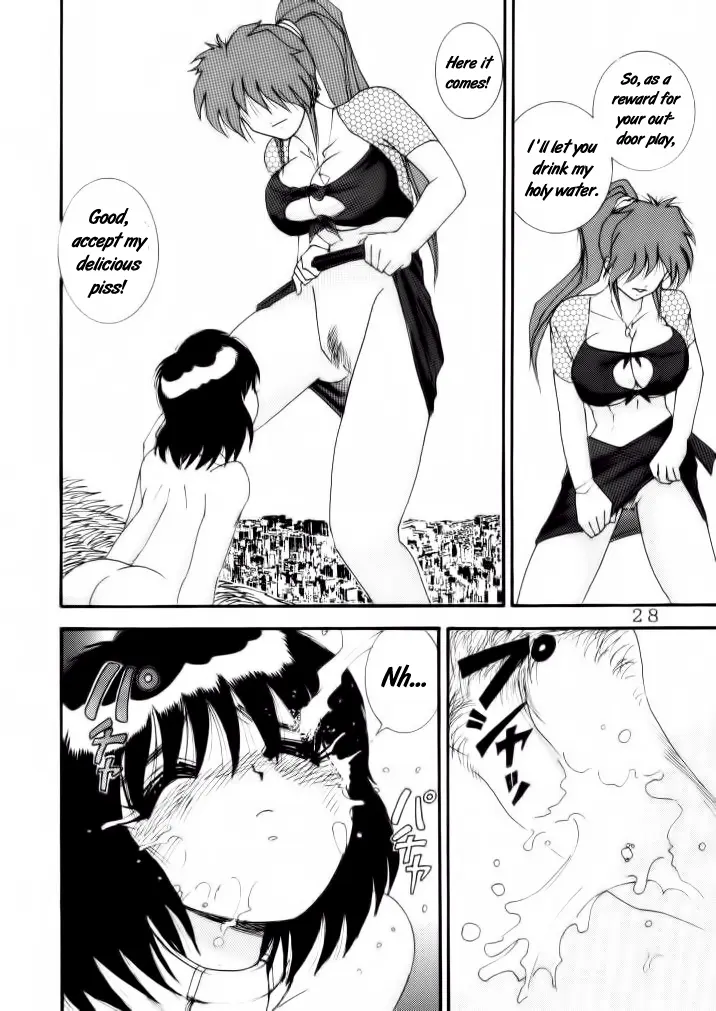 So, as a
reward for
your out-
door play,
I'll let you
drink my
holy water.
Here it
comes!
Good,
accept my
delicious
piss!
28
パチャ
Nh...
パチャ
プシャ